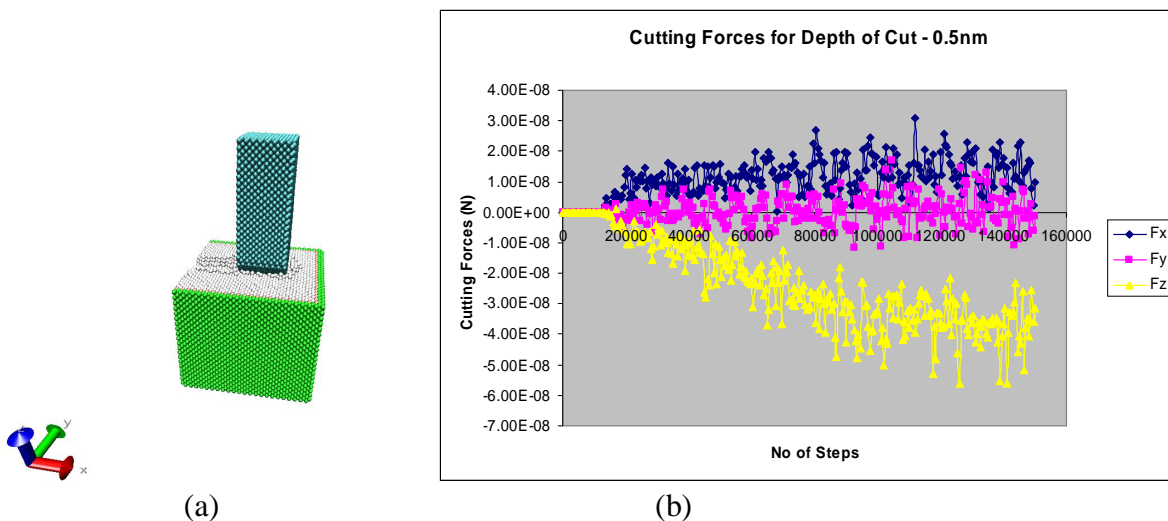 Cutting Forces for Depth of Cut - 0.5nm
4.00E-08
3.00E-08
2.00E-08
1.00E-08
0.00E+00
-1.00E-08
-2.00E-08
-3.00E-08
-4.00E-08
-5.00E-08
-6.00E-08
-7.00E-08
0 20000 40000 60000 80000 100000 120000 140000 160000
Cutting Forces (N)
No of Steps
Fx
Fy
Fz
z y
x
(a) (b)